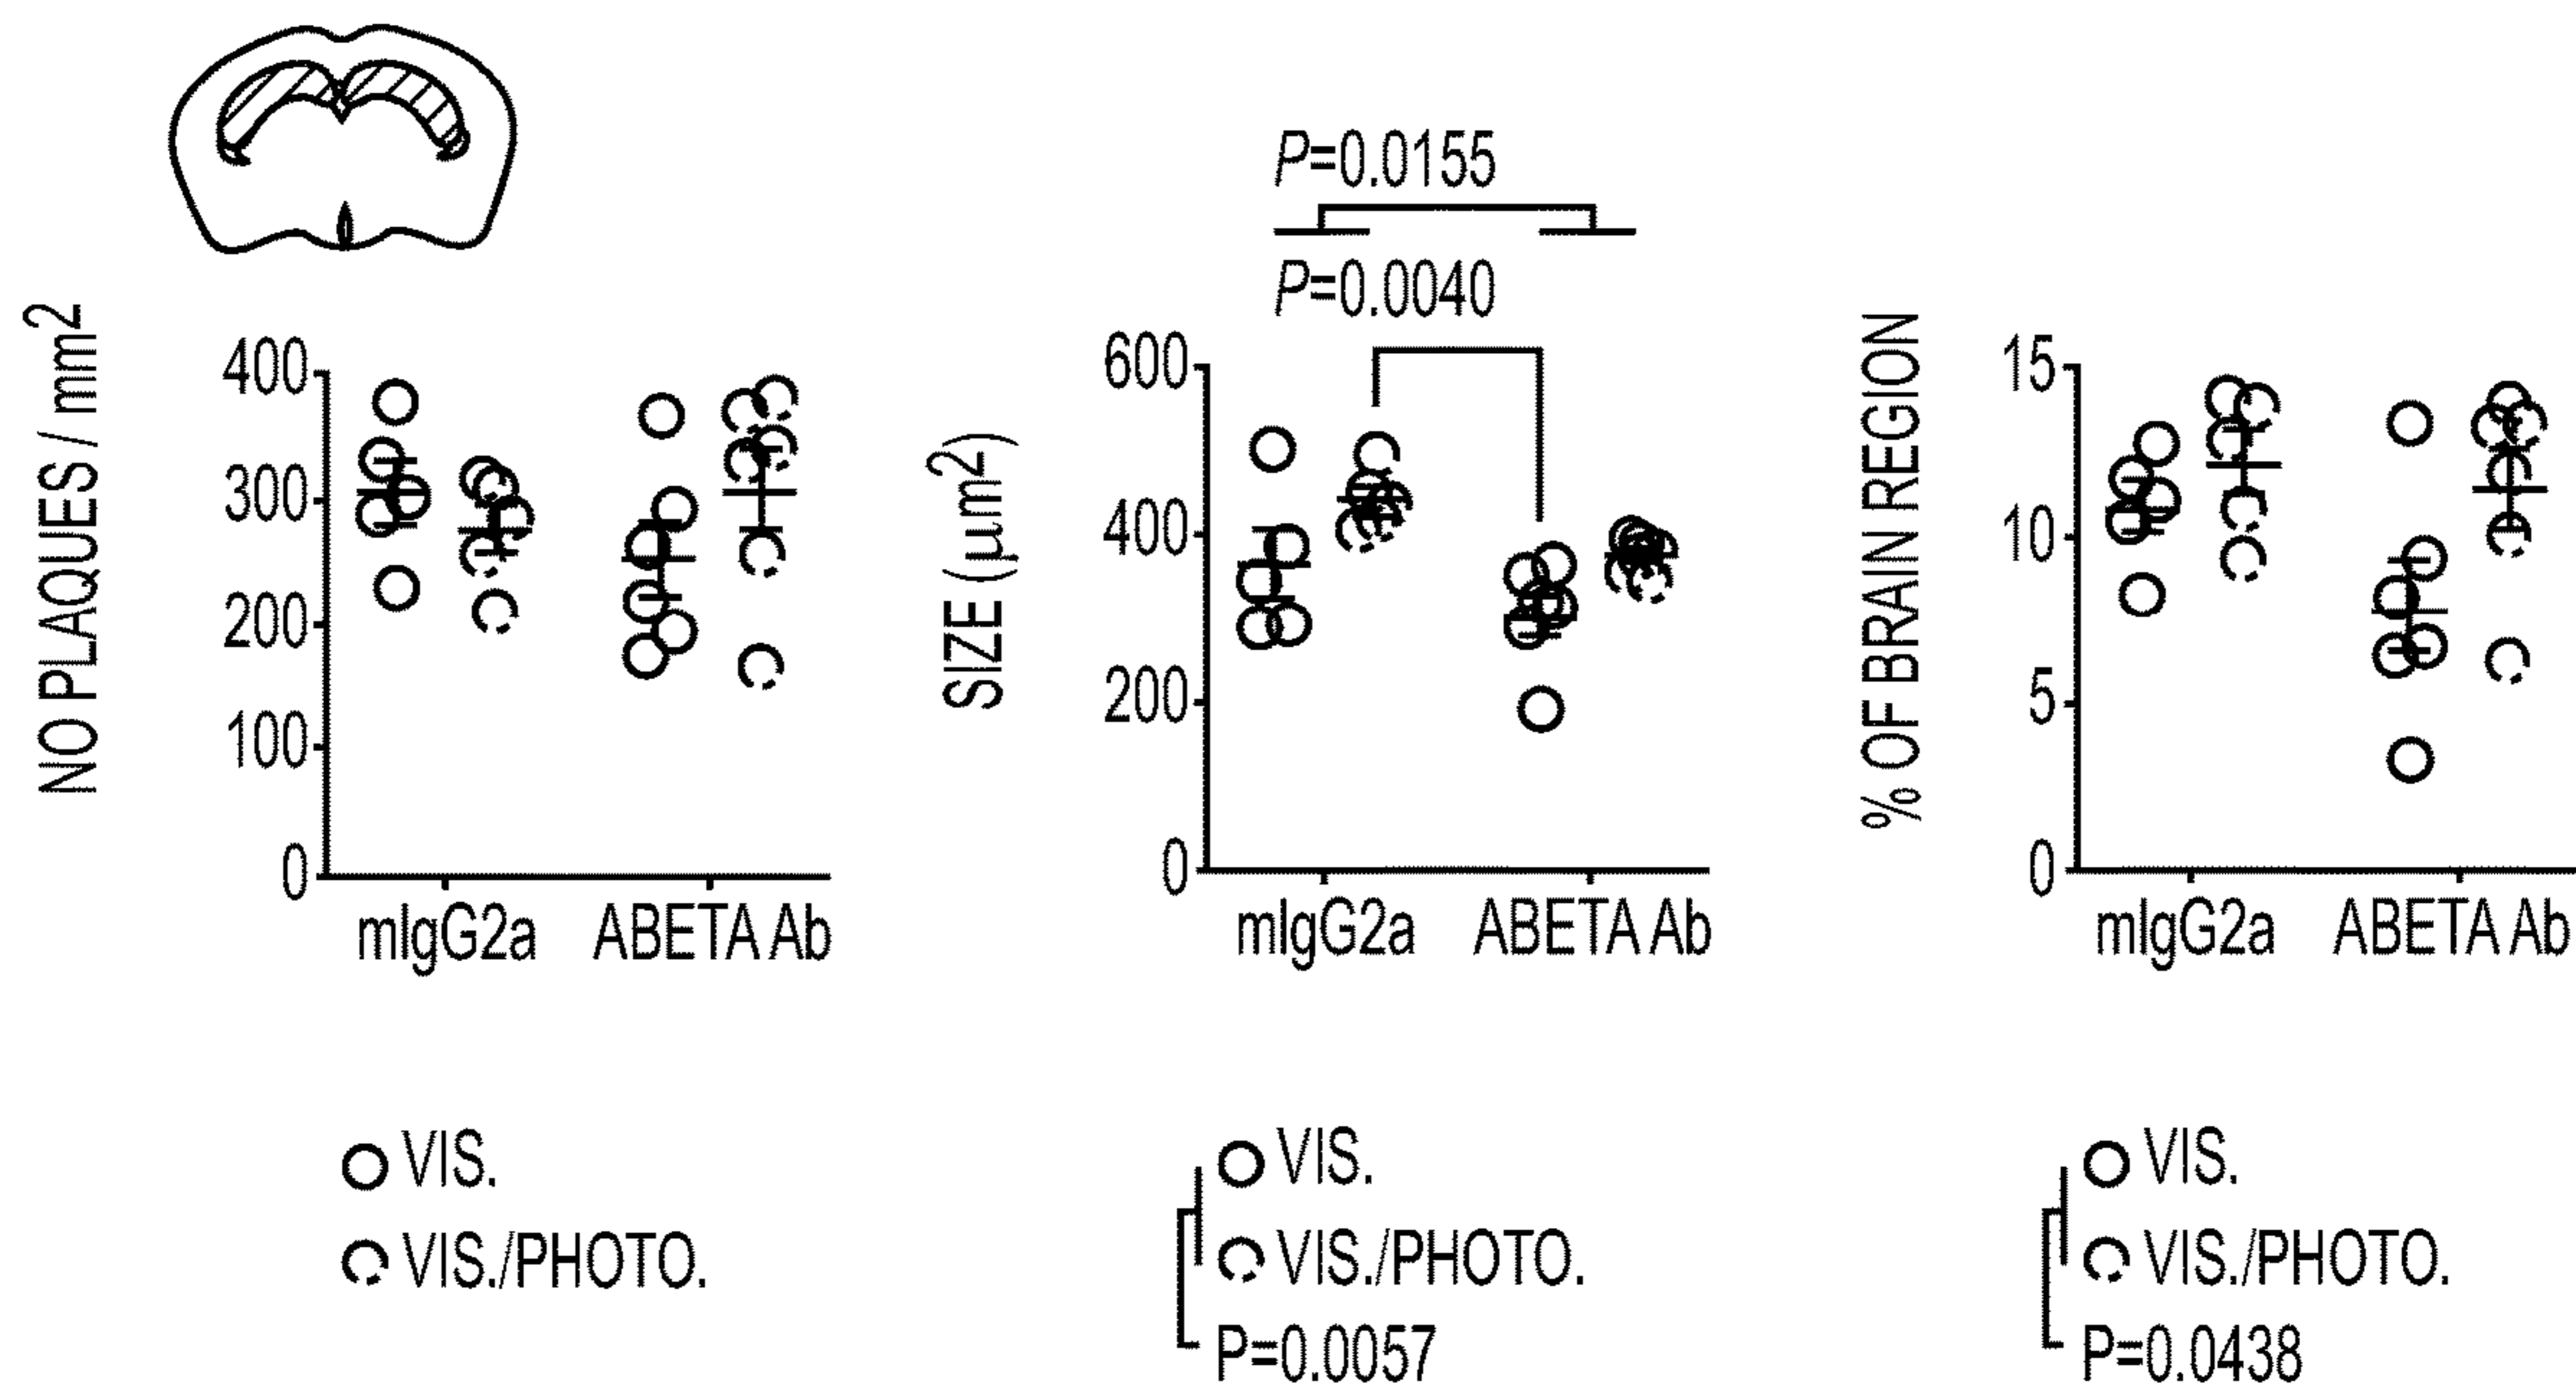 NO PLAQUES / mm2
400
300
200
100
0
mIgG2a ABETA Ab
VIS.
VIS./PHOTO.
P=0.0155
P=0.0040
SIZE (μm2)
600
400
200
0
mIgG2a ABETA Ab
VIS.
VIS./PHOTO.
P=0.0057
% OF BRAIN REGION
15
10
5
0
mIgG2a ABETA Ab
VIS.
VIS./PHOTO.
P=0.0438